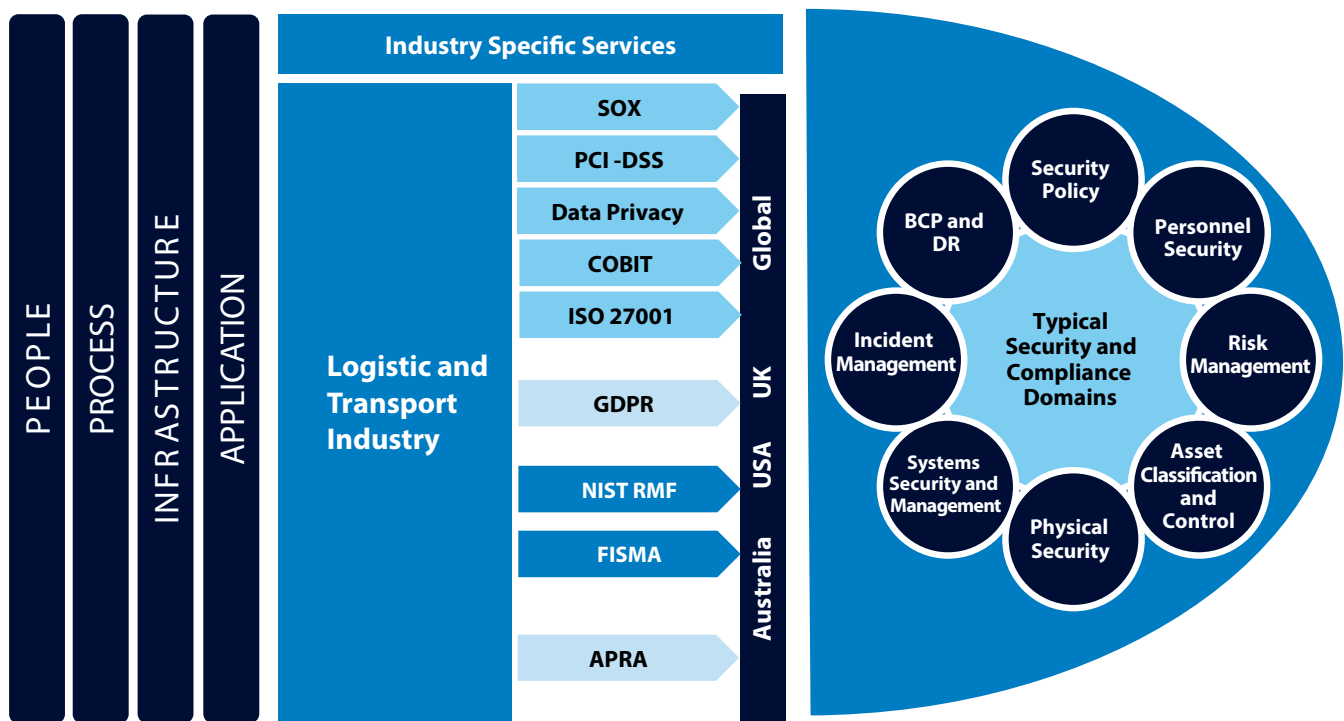 PEOPLE
PROCESS
INFRASTRUCTURE
APPLICATION
Industry Specific Services
Logistic and
Transport
Industry
SOX
PCI -DSS
Data Privacy
COBIT
ISO 27001
GDPR
NIST RMF
FISMA
APRA
Global
UK
USA
Australia
Typical
Security and
Compliance
Domains
Security
Policy
Personnel
Security
Risk
Management
Asset
Classification
and
Control
Physical
Security
Systems
Security and
Management
Incident
Management
BCP and
DR